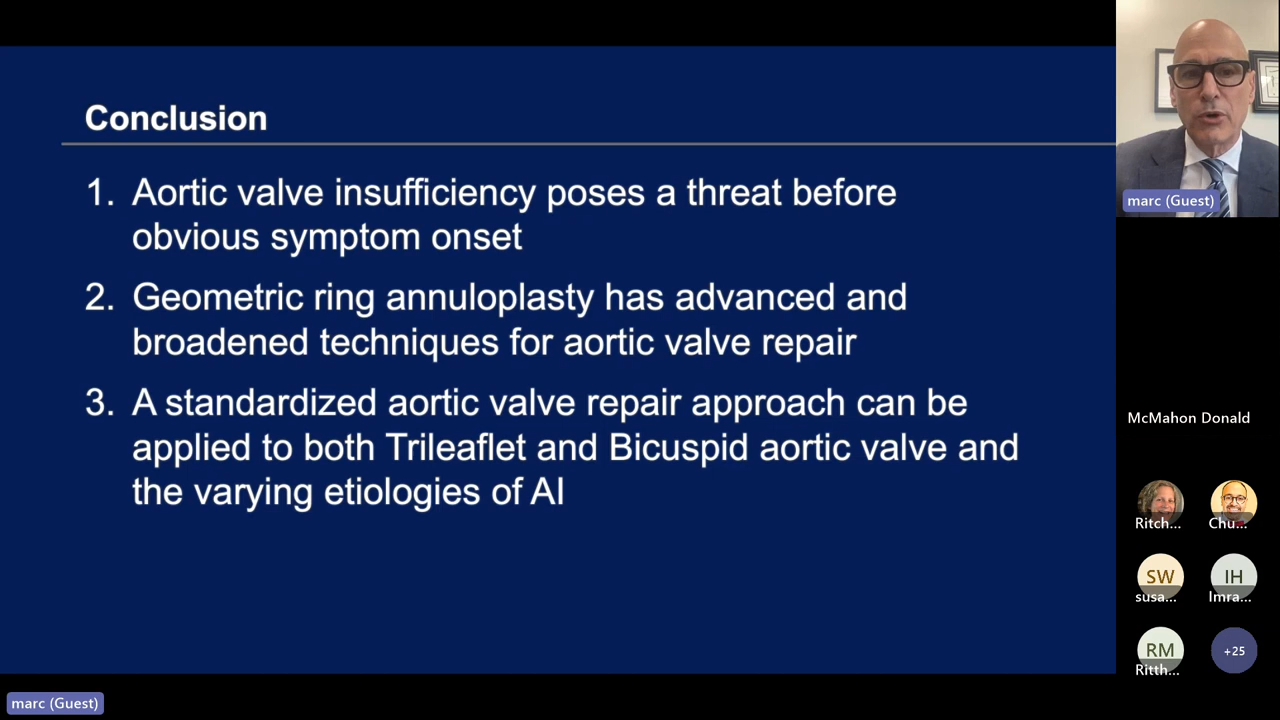 Conclusion
1. Aortic valve insufficiency poses a threat before
obvious symptom onset
2. Geometric ring annuloplasty has advanced and
broadened techniques for aortic valve repair
3. A standardized aortic valve repair approach can be
applied to both Trileaflet and Bicuspid aortic valve and
the varying etiologies of AI
marc (Guest)
McMahon Donald
Ritch...
Chu...
SW
susa...
IH
Imra...
RM
Ritth...
+25
marc (Guest)